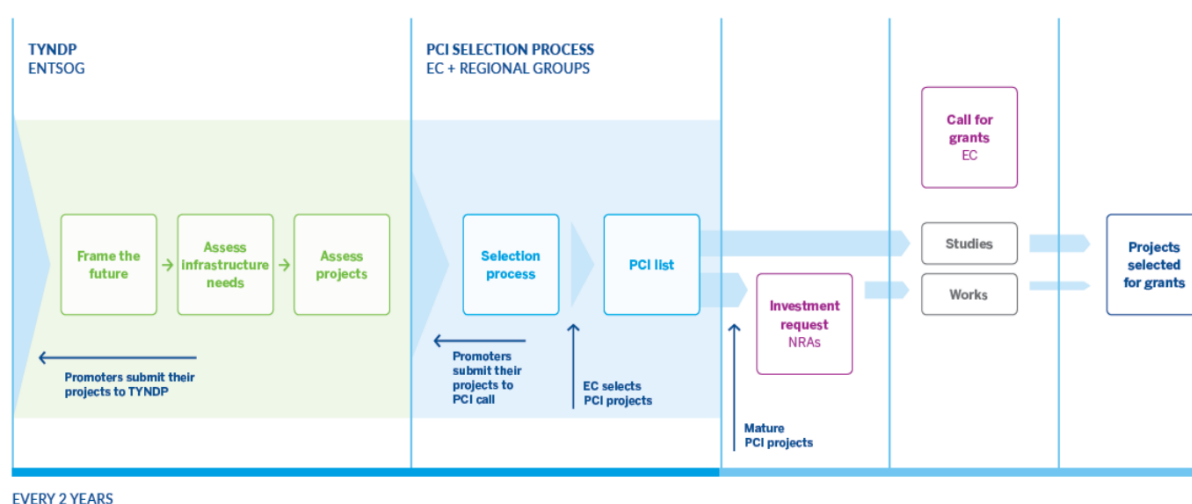 TYNDP
ENTSOG
PCI SELECTION PROCESS
EC + REGIONAL GROUPS
Call for
grants
EC
Frame the
future
Assess
infrastructure
needs
Assess
projects
Selection
process
PCI list
Studies
Works
Projects
selected
for grants
Investment
request
NRAs
Promoters submit their
projects to TYNDP
Promoters
submit their
projects to
PCI call
EC selects
PCI projects
Mature
PCI projects
EVERY 2 YEARS